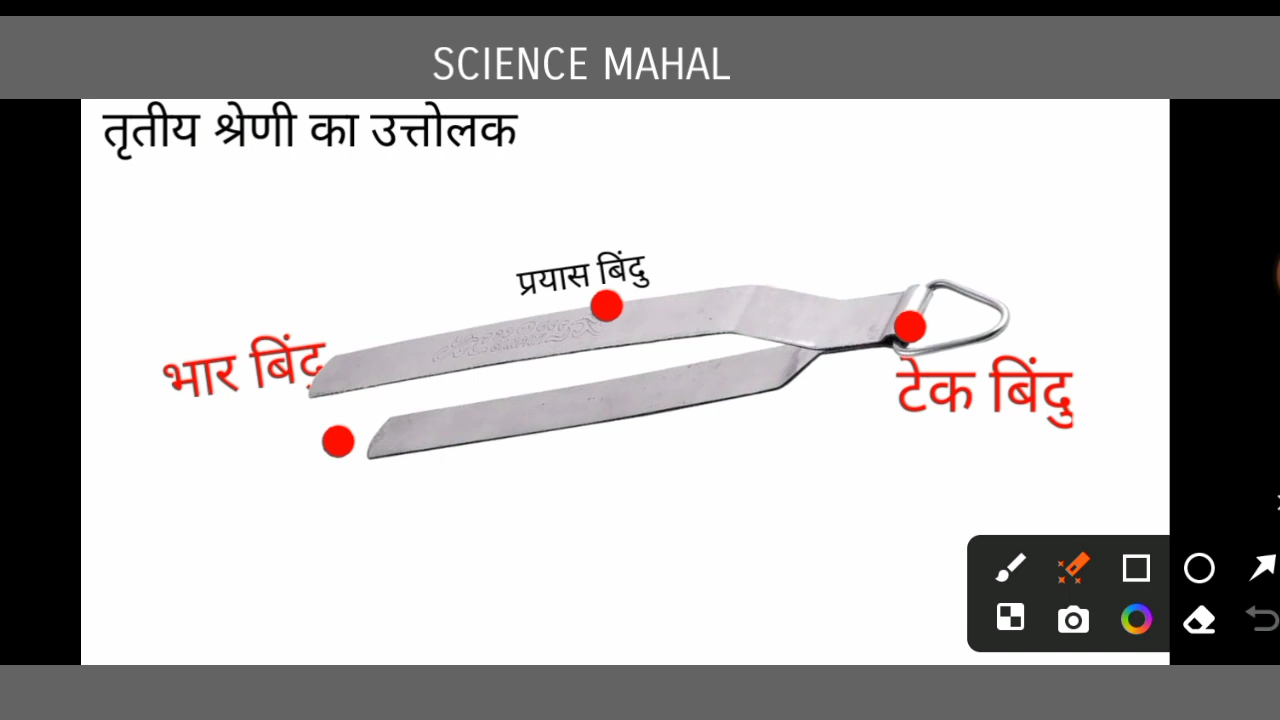 SCIENCE MAHAL
तृतीय श्रेणी का उत्तोलक
प्रयास बिंदु
भार बिंदु
टेक बिंदु